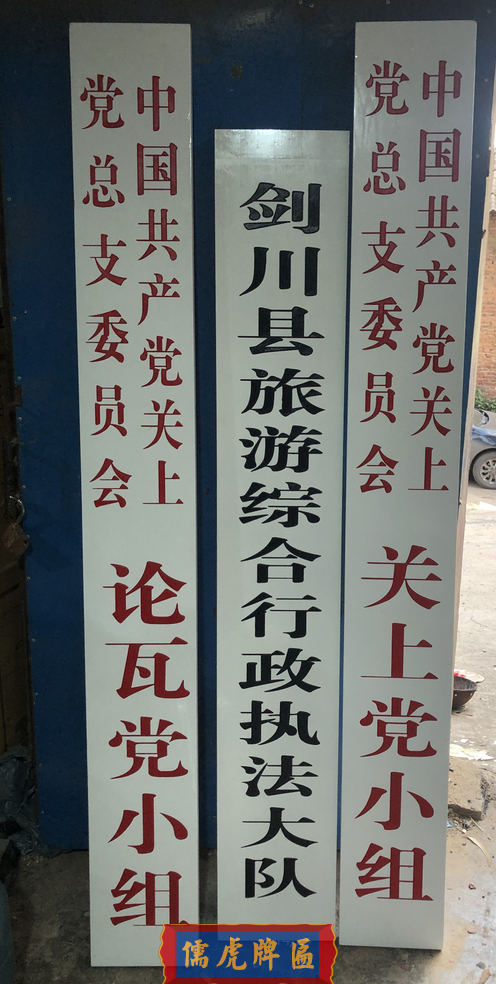 中国共产党关上
党总支委员会
论瓦党小组
剑川县旅游综合行政执法大队
中国共产党关上
党总支委员会
关上党小组
儒虎牌匾